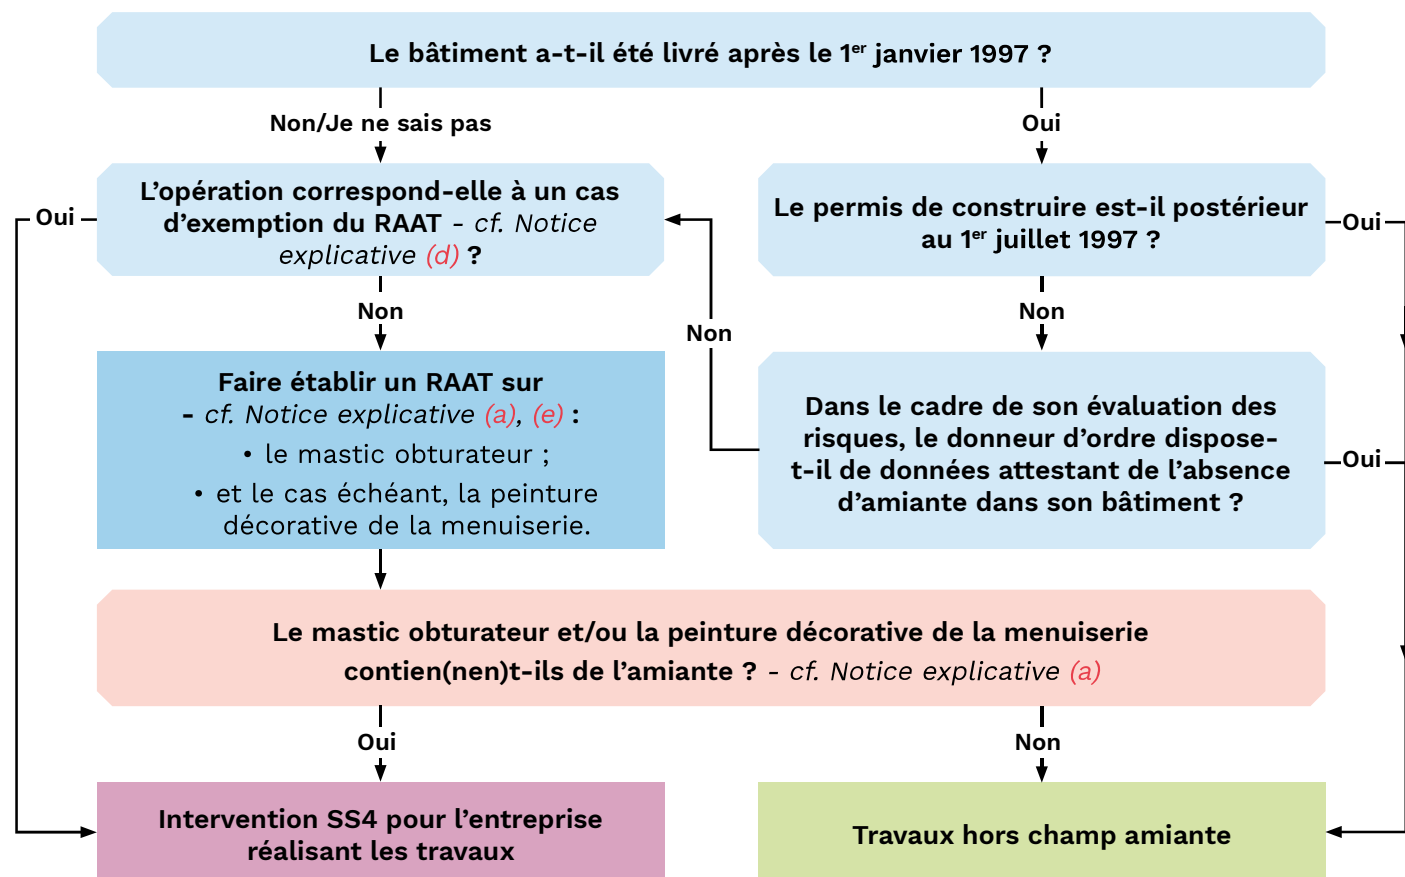 Le bâtiment a-t-il été livré après le 1er janvier 1997 ?
Non/Je ne sais pas
Oui
L’opération correspond-elle à un cas
d’exemption du RAAT - cf. Notice
explicative (d) ?
Oui
Le permis de construire est-il postérieur
au 1er juillet 1997 ?
Oui
Non
Non
Non
Faire établir un RAAT sur
- cf. Notice explicative (a), (e) :
• le mastic obturateur ;
• et le cas échéant, la peinture
décorative de la menuiserie.
Dans le cadre de son évaluation des
risques, le donneur d’ordre dispose-
t-il de données attestant de l’absence
d’amiante dans son bâtiment ?
Oui
Le mastic obturateur et/ou la peinture décorative de la menuiserie
contien(nen)t-ils de l’amiante ? - cf. Notice explicative (a)
Oui
Non
Intervention SS4 pour l’entreprise
réalisant les travaux
Travaux hors champ amiante